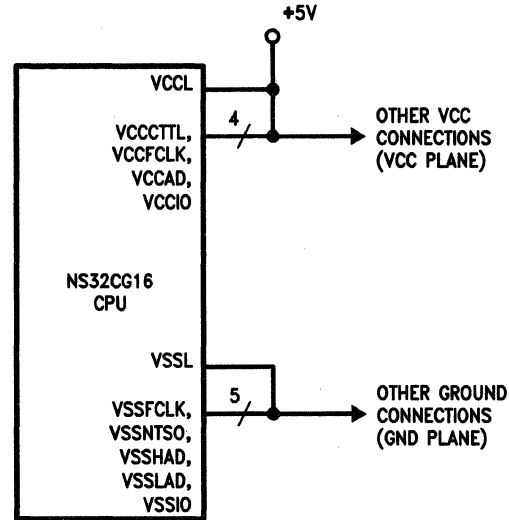 +5V
VCCL
4
VCCCTTL,
VCCFCLK,
VCCAD,
VCCIO
OTHER VCC
CONNECTIONS
(VCC PLANE)
NS32CG16
CPU
VSSL
5
VSSFCLK,
VSSNTSO,
VSSHAD,
VSSLAD,
VSSIO
OTHER GROUND
CONNECTIONS
(GND PLANE)